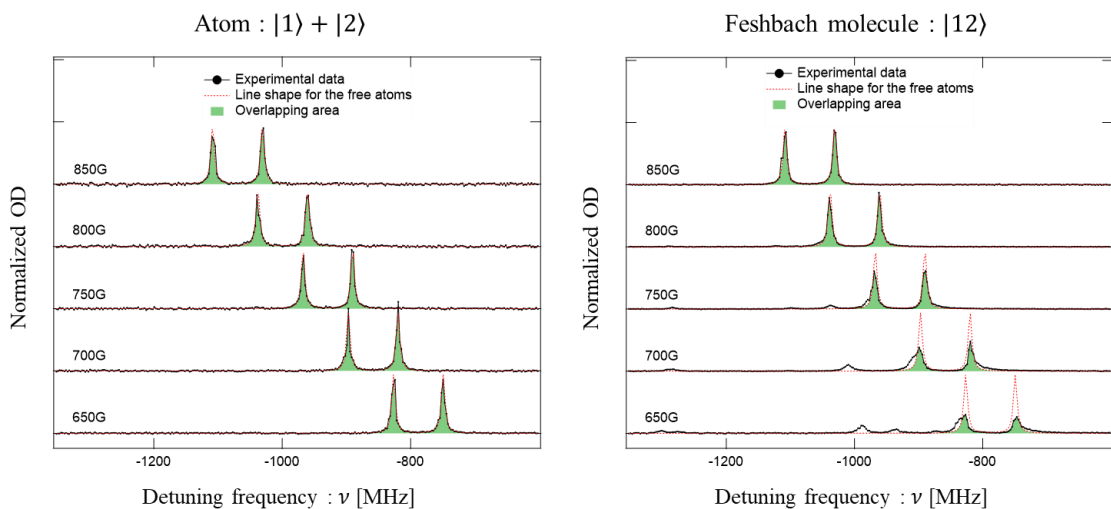 Atom : |1⟩ + |2⟩
Normalized OD
Experimental data
Line shape for the free atoms
Overlapping area
850G
800G
750G
700G
650G
-1200
-1000
-800
Detuning frequency : ν [MHz]
Feshbach molecule : |12⟩
Normalized OD
Experimental data
Line shape for the free atoms
Overlapping area
850G
800G
750G
700G
650G
-1200
-1000
-800
Detuning frequency : ν [MHz]